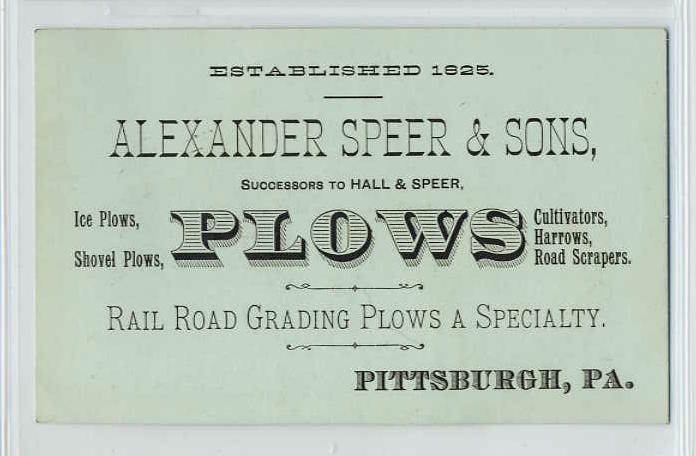 ESTABLISHED 1825.
ALEXANDER SPEER & SONS,
SUCCESSORS TO HALL & SPEER,
Ice Plows,
Shovel Plows,
PLOWS
Cultivators,
Harrows,
Road Scrapers.
RAIL ROAD GRADING PLOWS A SPECIALTY.
PITTSBURGH, PA.